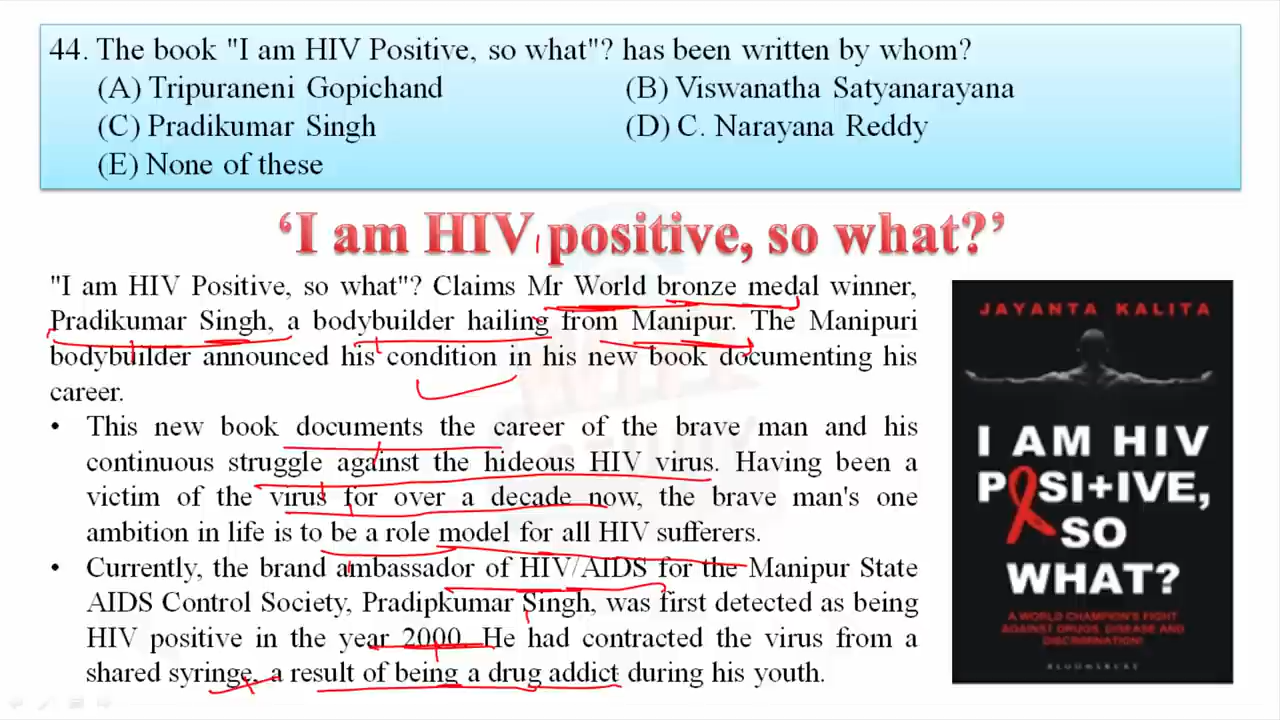 44. The book "I am HIV Positive, so what"? has been written by whom?
(A) Tripuraneni Gopichand (B) Viswanatha Satyanarayana
(C) Pradikumar Singh (D) C. Narayana Reddy
(E) None of these
‘I am HIV positive, so what?’
"I am HIV Positive, so what"? Claims Mr World bronze medal winner,
Pradikumar Singh, a bodybuilder hailing from Manipur. The Manipuri
bodybuilder announced his condition in his new book documenting his
career.
• This new book documents the career of the brave man and his
continuous struggle against the hideous HIV virus. Having been a
victim of the virus for over a decade now, the brave man's one
ambition in life is to be a role model for all HIV sufferers.
• Currently, the brand ambassador of HIV/AIDS for the Manipur State
AIDS Control Society, Pradipkumar Singh, was first detected as being
HIV positive in the year 2000. He had contracted the virus from a
shared syringe, a result of being a drug addict during his youth.
JAYANTA KALITA
I AM HIV
POSI+IVE,
SO
WHAT?
A WORLD CHAMPION'S FIGHT
AGAINST DRUGS, DISEASE AND
DISCRIMINATION!
BLOOMSBURY